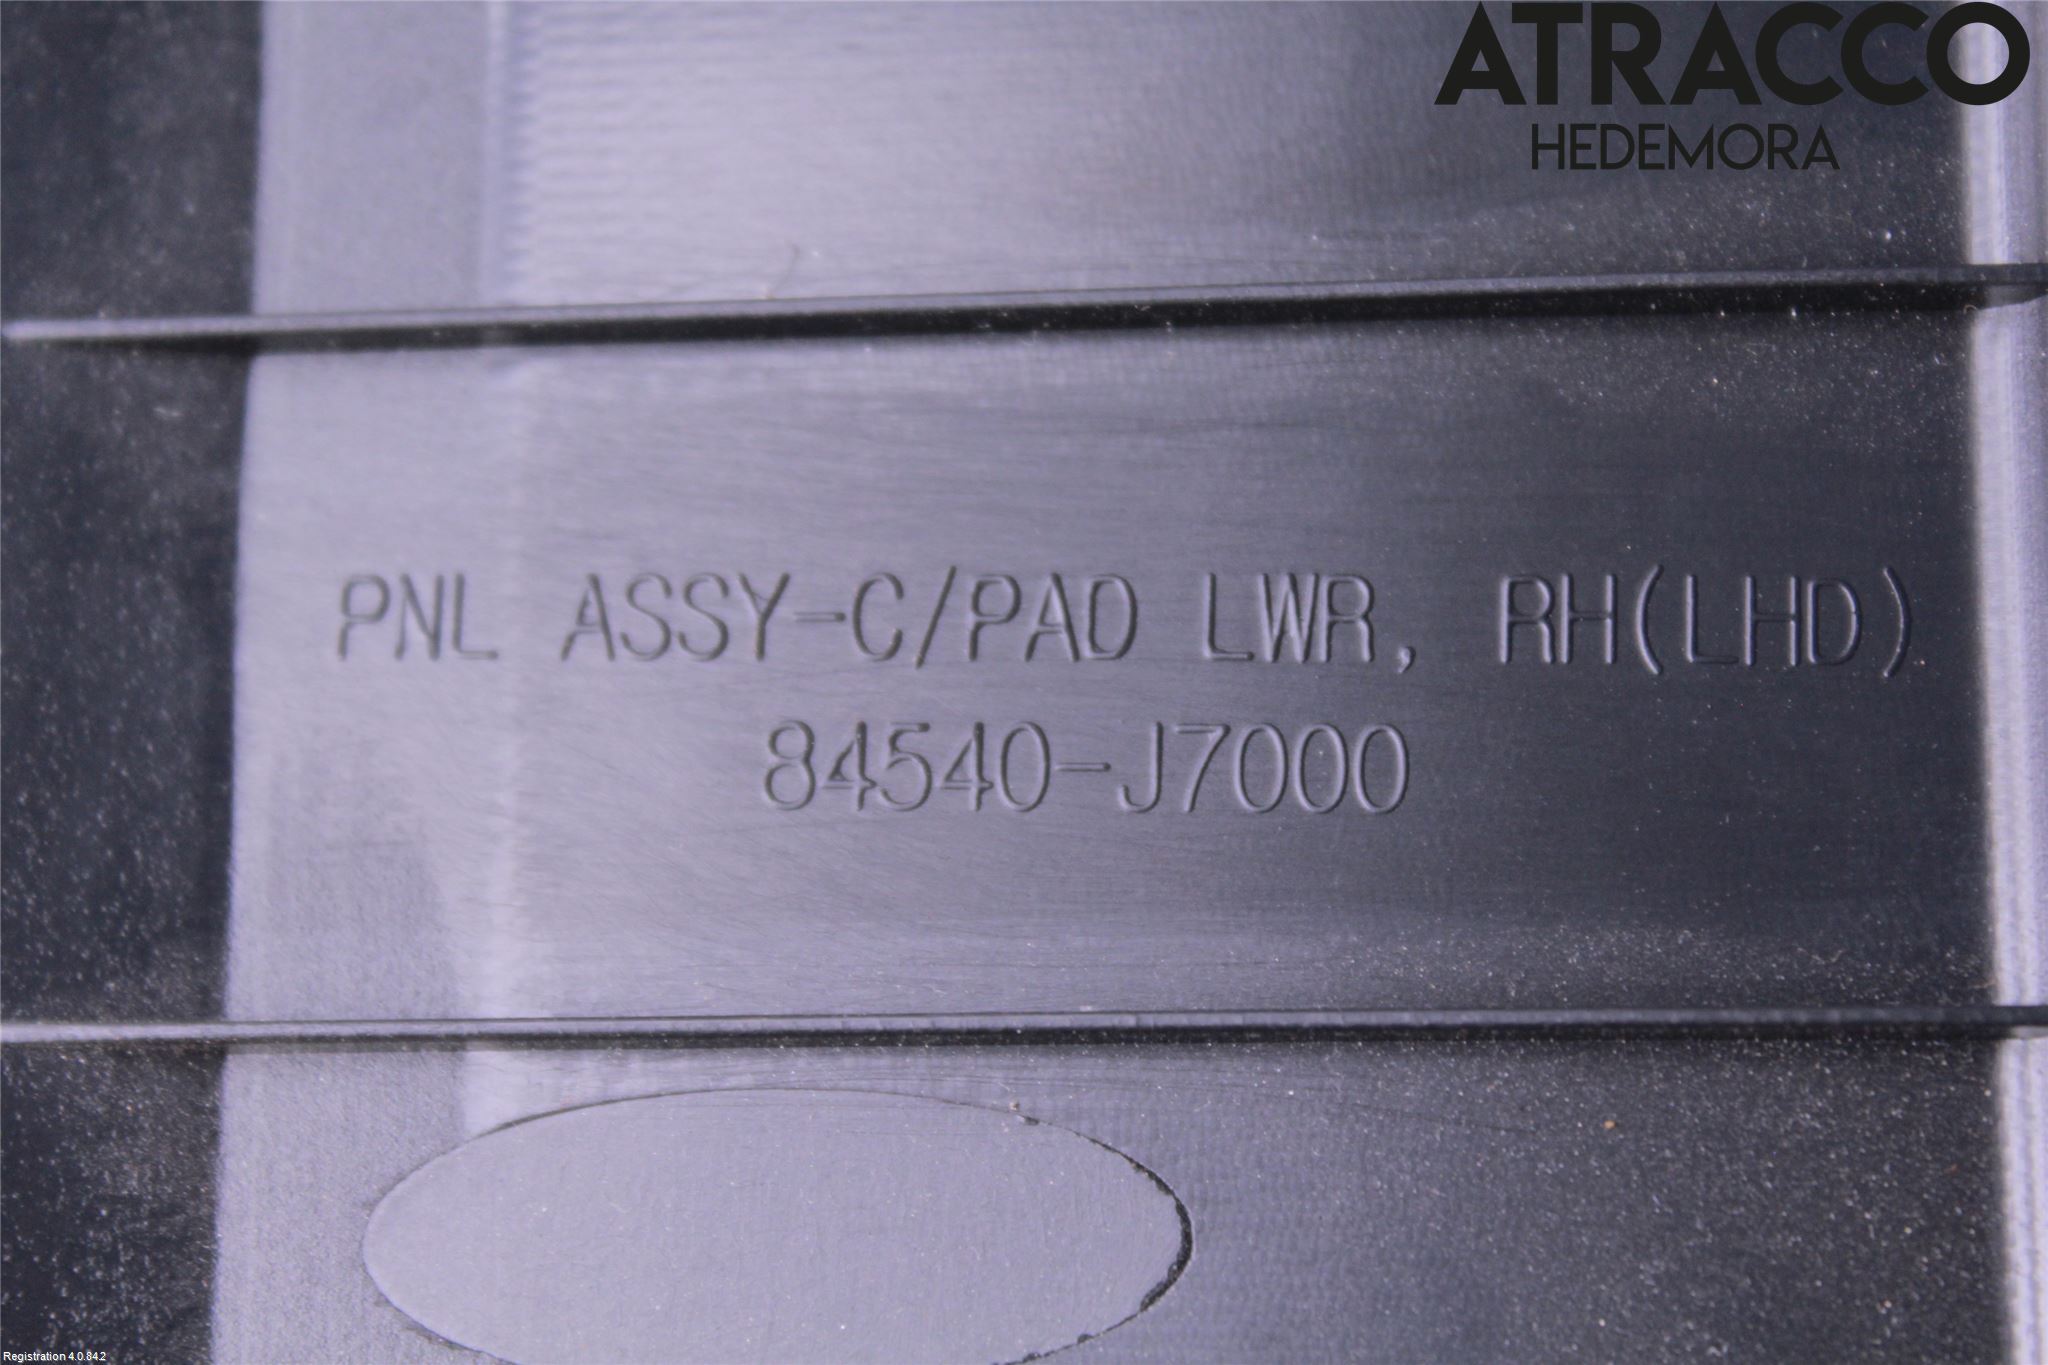 ATRACCO
HEDEMORA
PNL ASSY-C/PAD LWR, RH(LHD)
84540-J7000
Registration 4.0.84.2